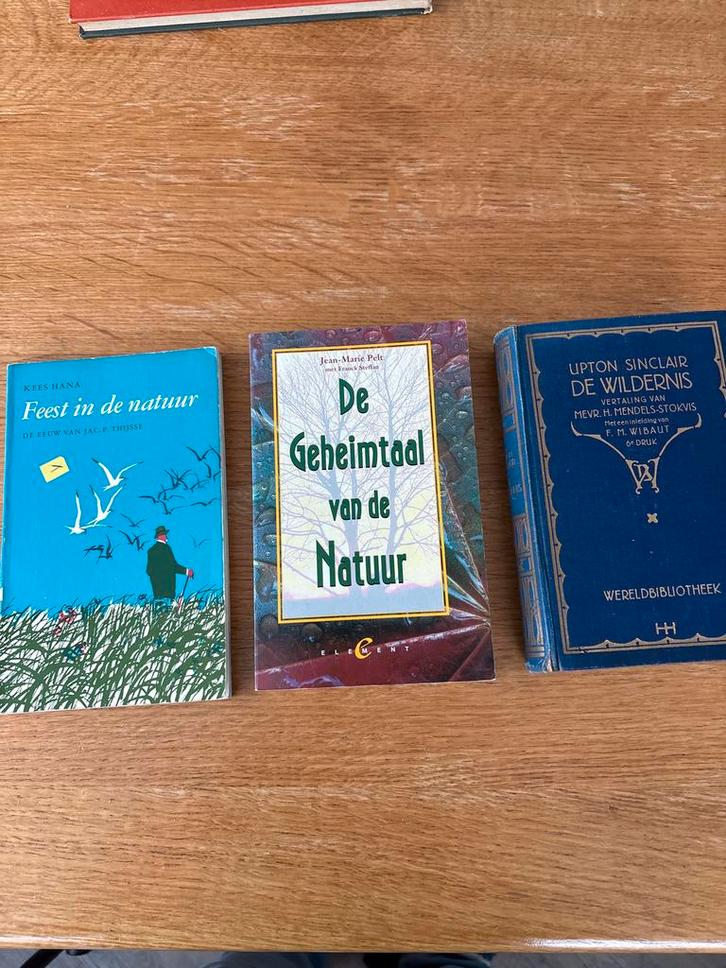 KEES HANA
Feest in de natuur
DE EEUW VAN JAC. P. THIJSSE
Jean-Marie Pelt
met Franck Steffan
De
Geheimtaal
van de
Natuur
ELEMENT
UPTON SINCLAIR
DE WILDERNIS
VERTALING VAN
MEVR. H. MENDELS-STOKVIS
Met een inleiding van
F. M. WIBAUT
6e DRUK
WB
WERELDBIBLIOTHEEK